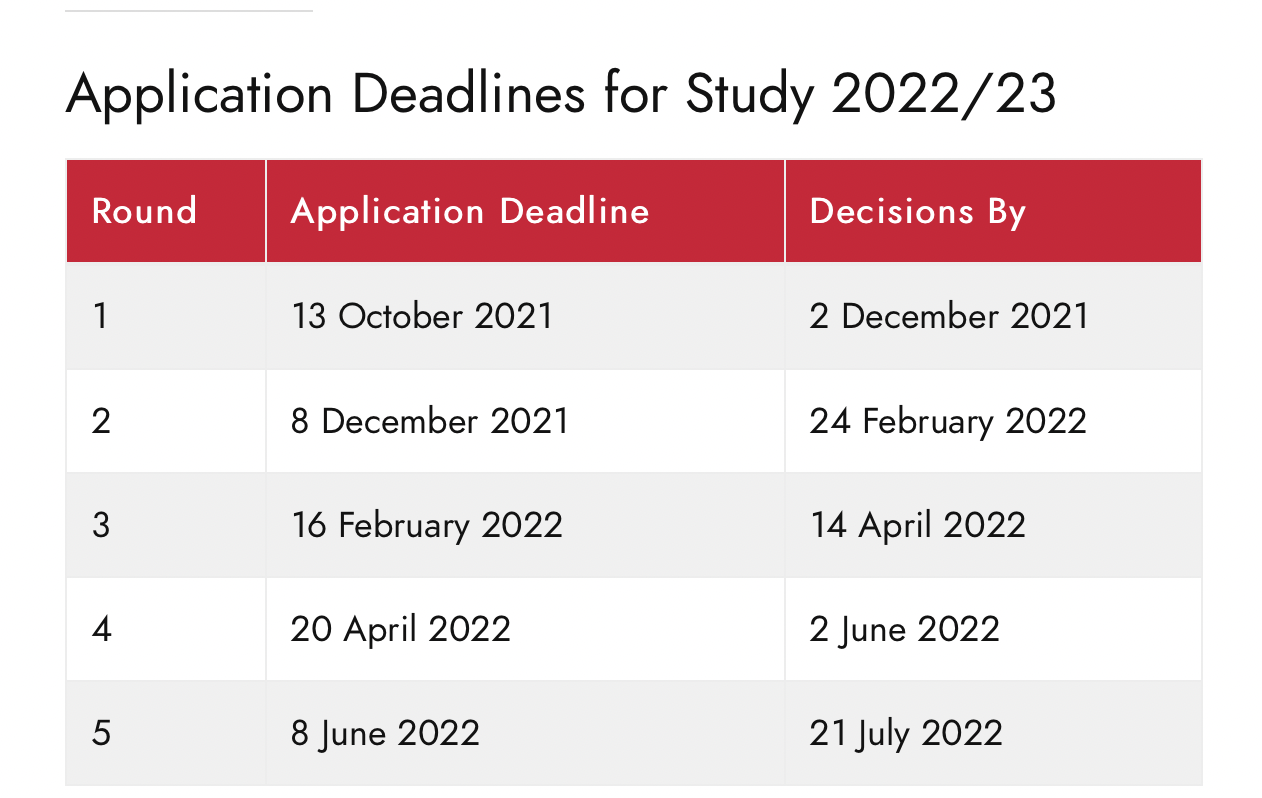 Application Deadlines for Study 2022/23
Round Application Deadline Decisions By
1 13 October 2021 2 December 2021
2 8 December 2021 24 February 2022
3 16 February 2022 14 April 2022
4 20 April 2022 2 June 2022
5 8 June 2022 21 July 2022